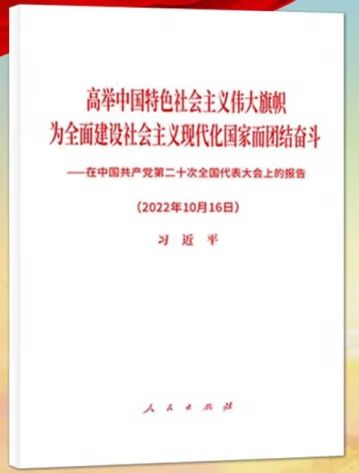 高举中国特色社会主义伟大旗帜
为全面建设社会主义现代化国家而团结奋斗
——在中国共产党第二十次全国代表大会上的报告
（2022年10月16日）
习近平
人民出版社